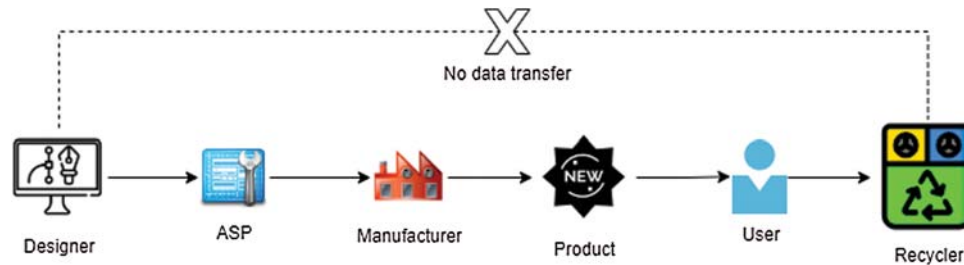 No data transfer
NEW
Designer
ASP
Manufacturer
Product
User
Recycler